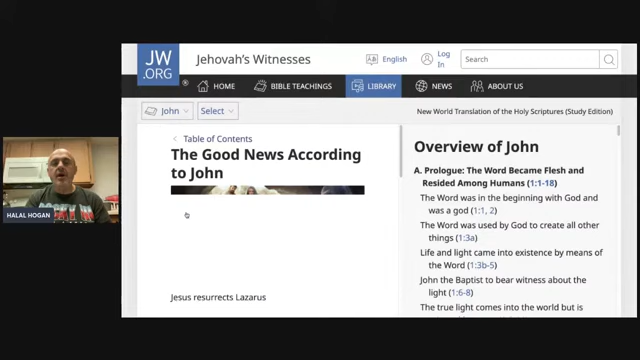 JW
.ORG
Jehovah's Witnesses
English
Log
In
Search
HOME
BIBLE TEACHINGS
LIBRARY
NEWS
ABOUT US
John
Select
New World Translation of the Holy Scriptures (Study Edition)
Table of Contents
The Good News According
to John
Jesus resurrects Lazarus
Overview of John
A. Prologue: The Word Became Flesh and
Resided Among Humans (1:1-18)
The Word was in the beginning with God and
was a god (1:1, 2)
The Word was used by God to create all other
things (1:3a)
Life and light came into existence by means of
the Word (1:3b-5)
John the Baptist to bear witness about the
light (1:6-8)
The true light comes into the world but is
HALAL HOGAN